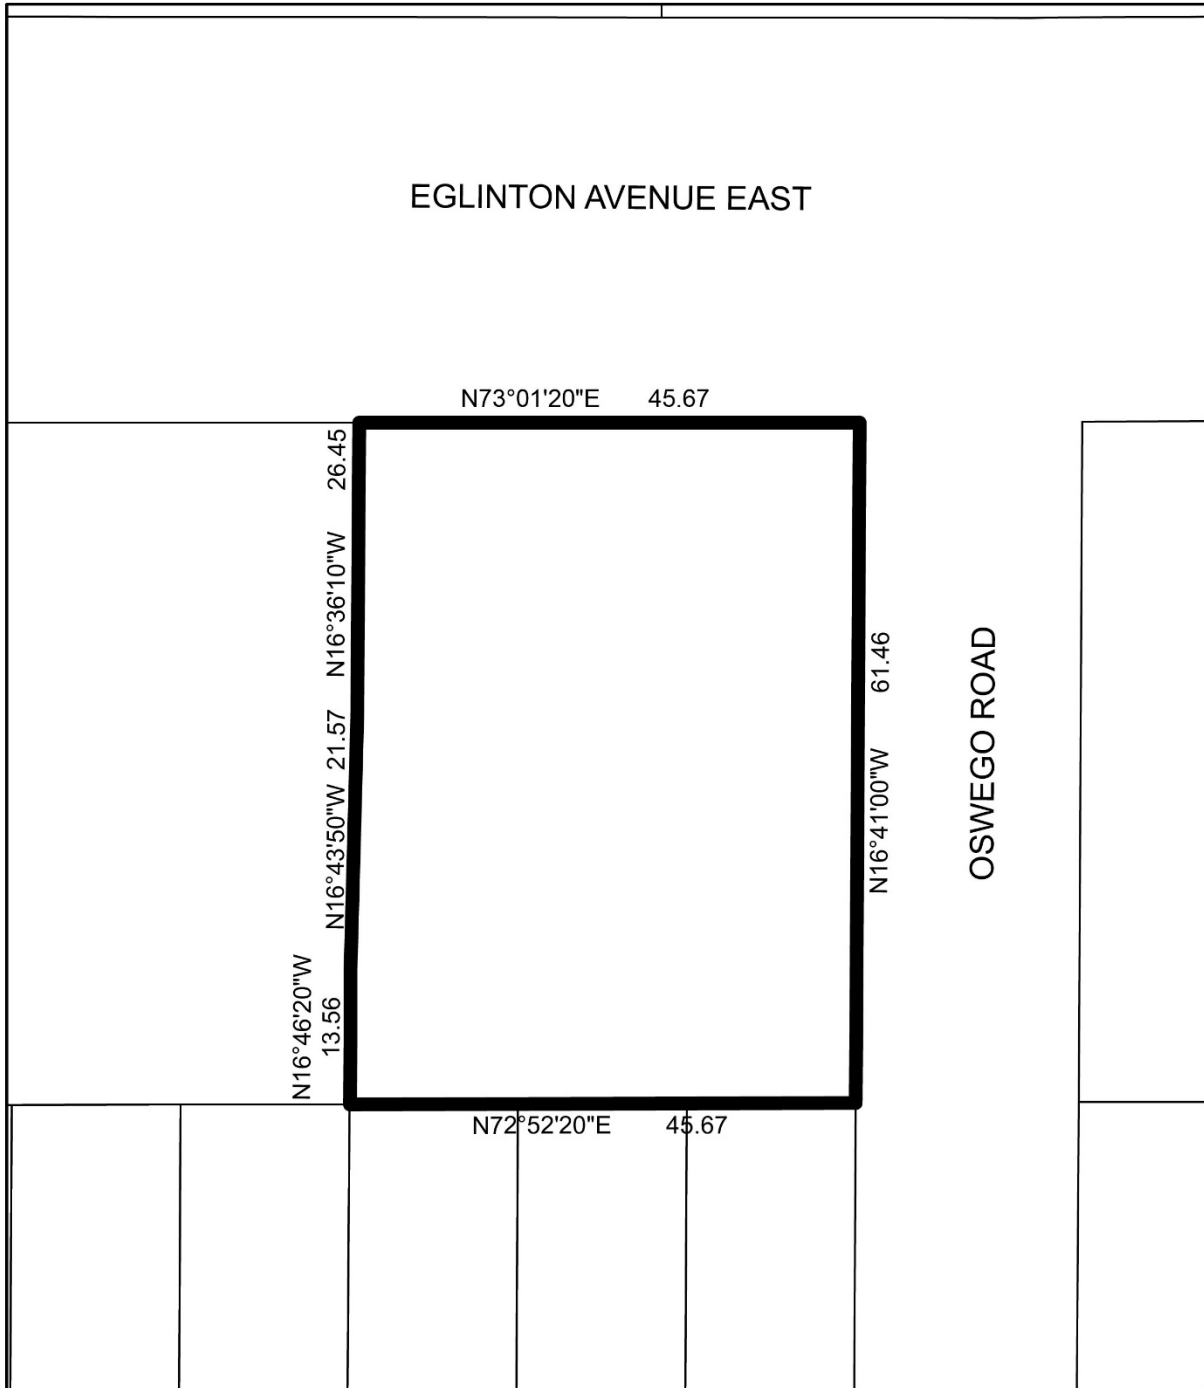 EGLINTON AVENUE EAST
N73°01'20"E 45.67
N16°36'10"W 26.45
N16°43'50"W 21.57
N16°46'20"W
13.56
N16°41'00"W 61.46
OSWEGO ROAD
N72°52'20"E 45.67